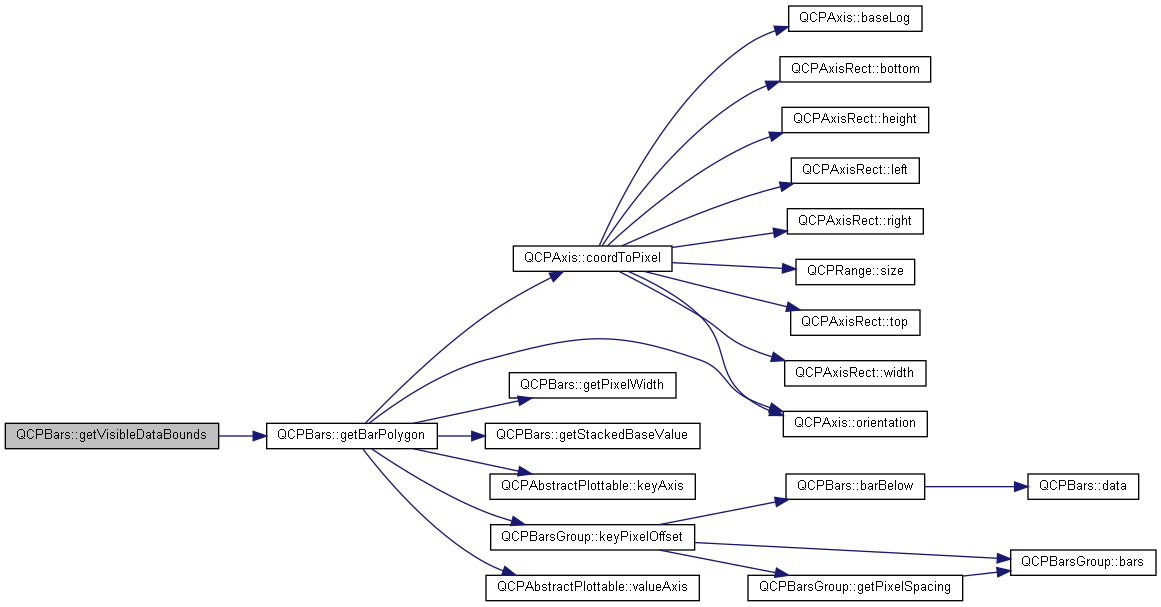 QCPAxis::baseLog
QCPAxisRect::bottom
QCPAxisRect::height
QCPAxisRect::left
QCPAxisRect::right
QCPAxis::coordToPixel
QCPRange::size
QCPAxisRect::top
QCPAxisRect::width
QCPBars::getPixelWidth
QCPAxis::orientation
QCPBars::getVisibleDataBounds
QCPBars::getBarPolygon
QCPBars::getStackedBaseValue
QCPAbstractPlottable::keyAxis
QCPBars::barBelow
QCPBars::data
QCPBarsGroup::keyPixelOffset
QCPBarsGroup::bars
QCPAbstractPlottable::valueAxis
QCPBarsGroup::getPixelSpacing